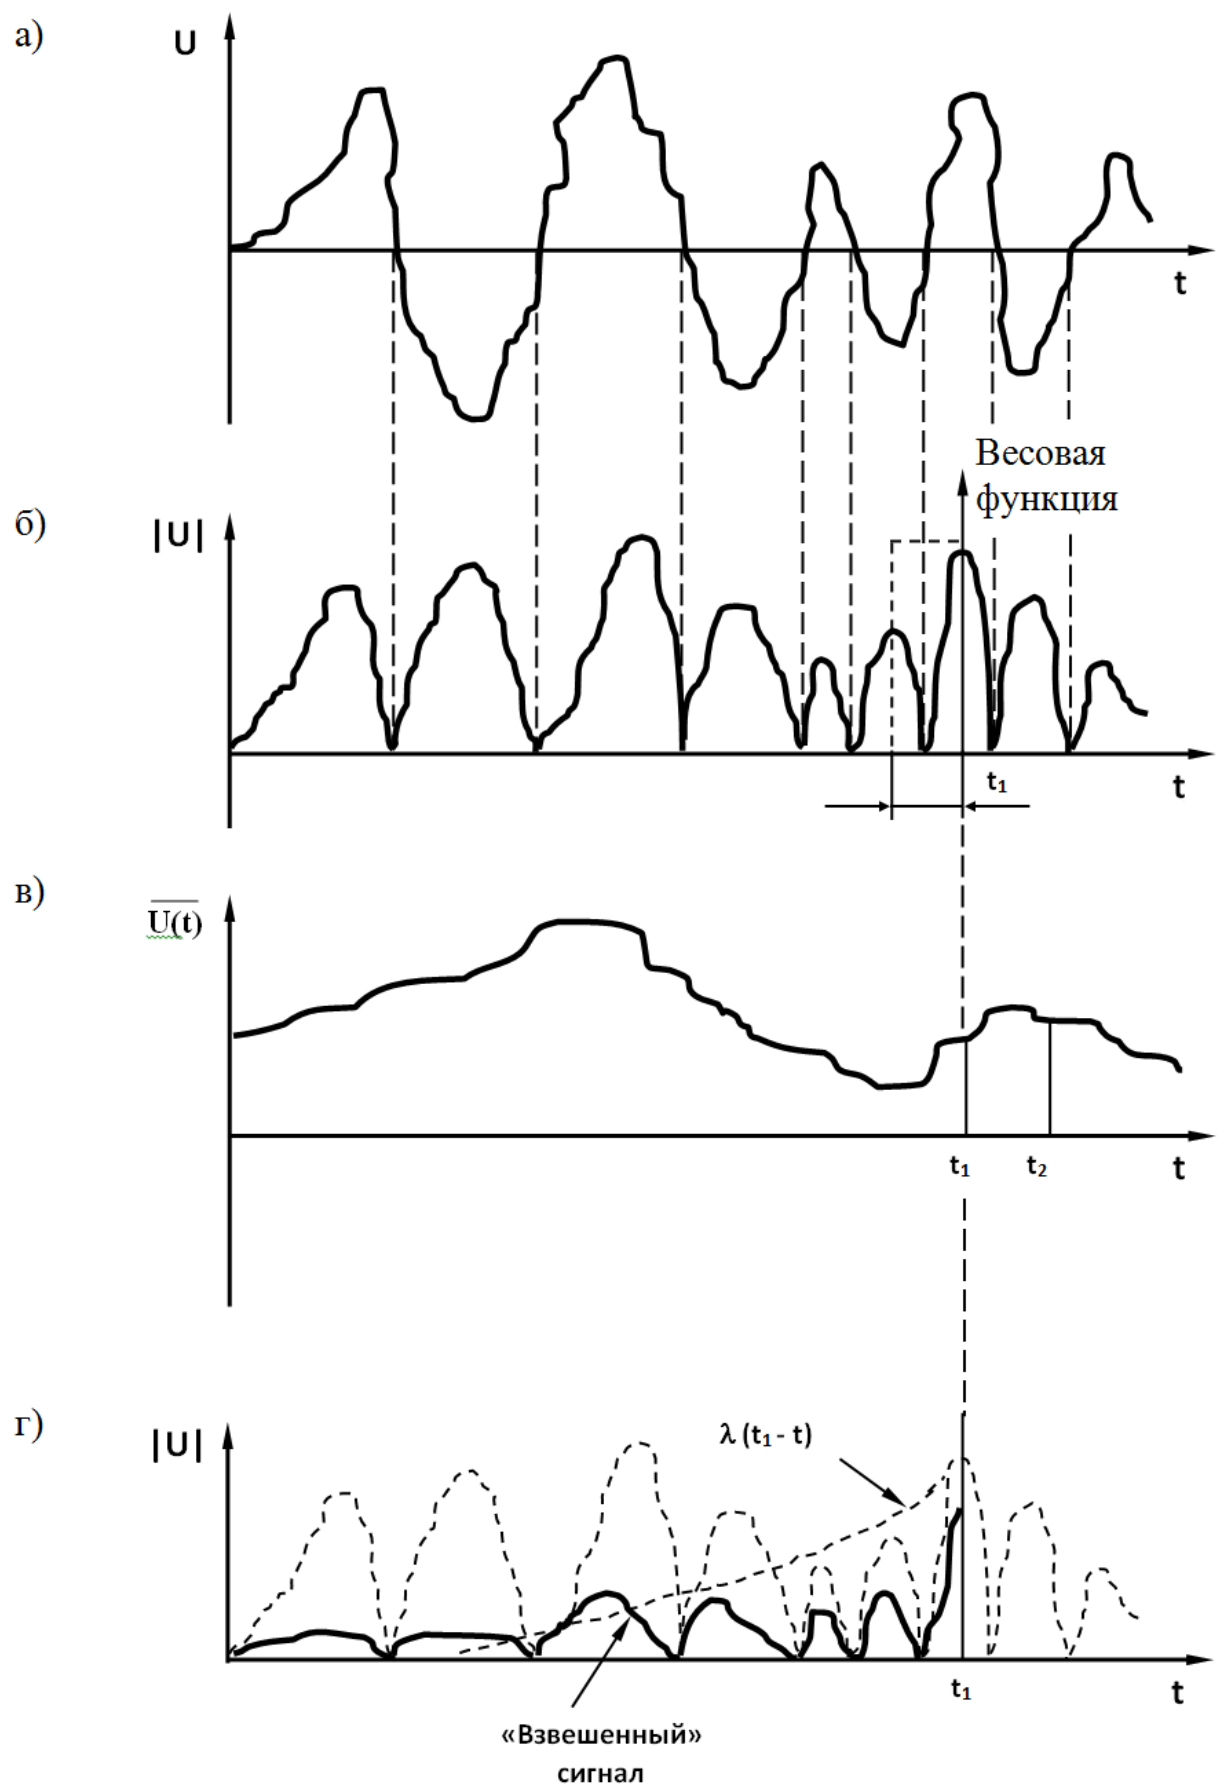 а)
U
t
Весовая
функция
б)
|U|
t₁
t
в)
U(t)
t₁
t₂
t
г)
|U|
λ (t₁ - t)
t₁
t
«Взвешенный»
сигнал